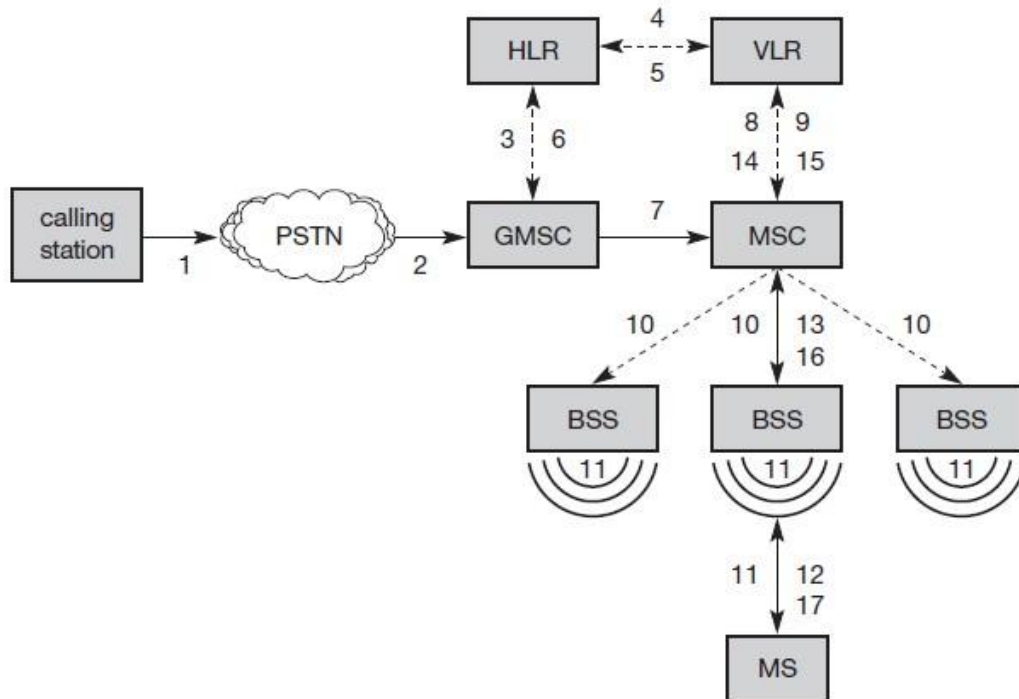 4
HLR
VLR
5
3 6
8 9
14 15
calling
station
PSTN
GMSC
7
MSC
1
2
10
10
13
10
16
BSS
BSS
BSS
11
11
11
11
12
17
MS